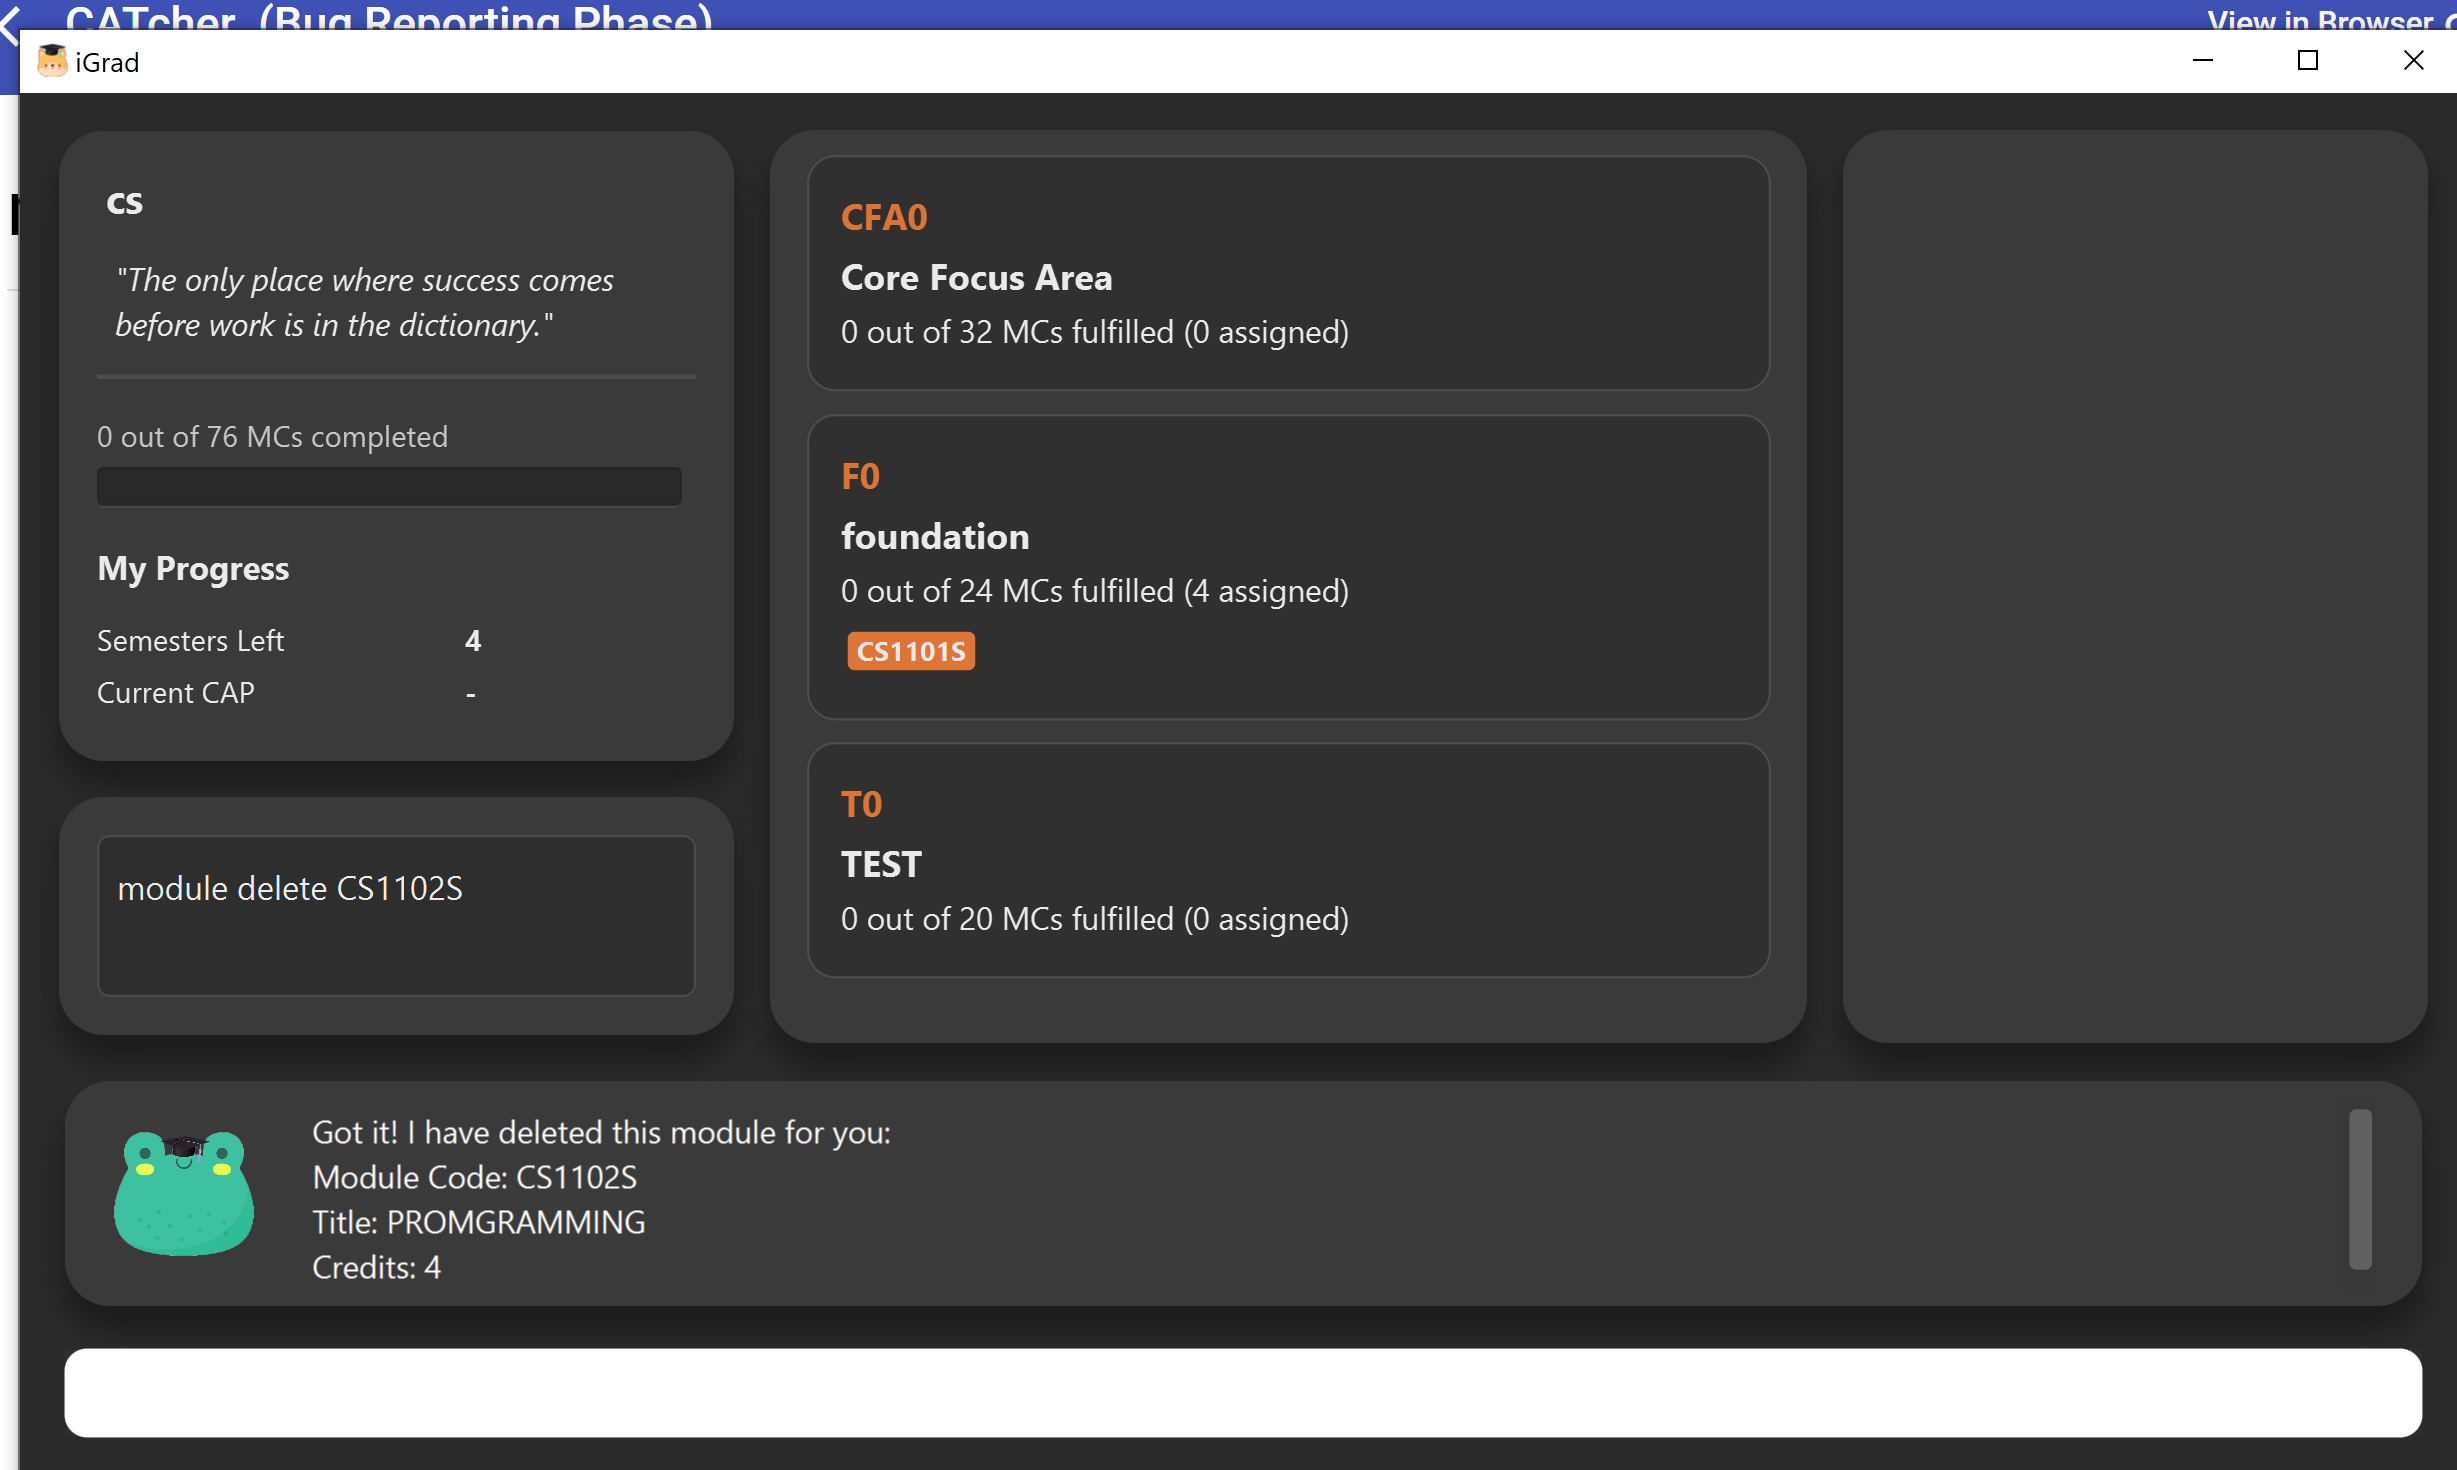 CATcher (Bug Reporting Phase)
View in Browser
iGrad
cs
"The only place where success comes
before work is in the dictionary."
0 out of 76 MCs completed
My Progress
Semesters Left 4
Current CAP -
module delete CS1102S
CFA0
Core Focus Area
0 out of 32 MCs fulfilled (0 assigned)
F0
foundation
0 out of 24 MCs fulfilled (4 assigned)
CS1101S
T0
TEST
0 out of 20 MCs fulfilled (0 assigned)
Got it! I have deleted this module for you:
Module Code: CS1102S
Title: PROMGRAMMING
Credits: 4